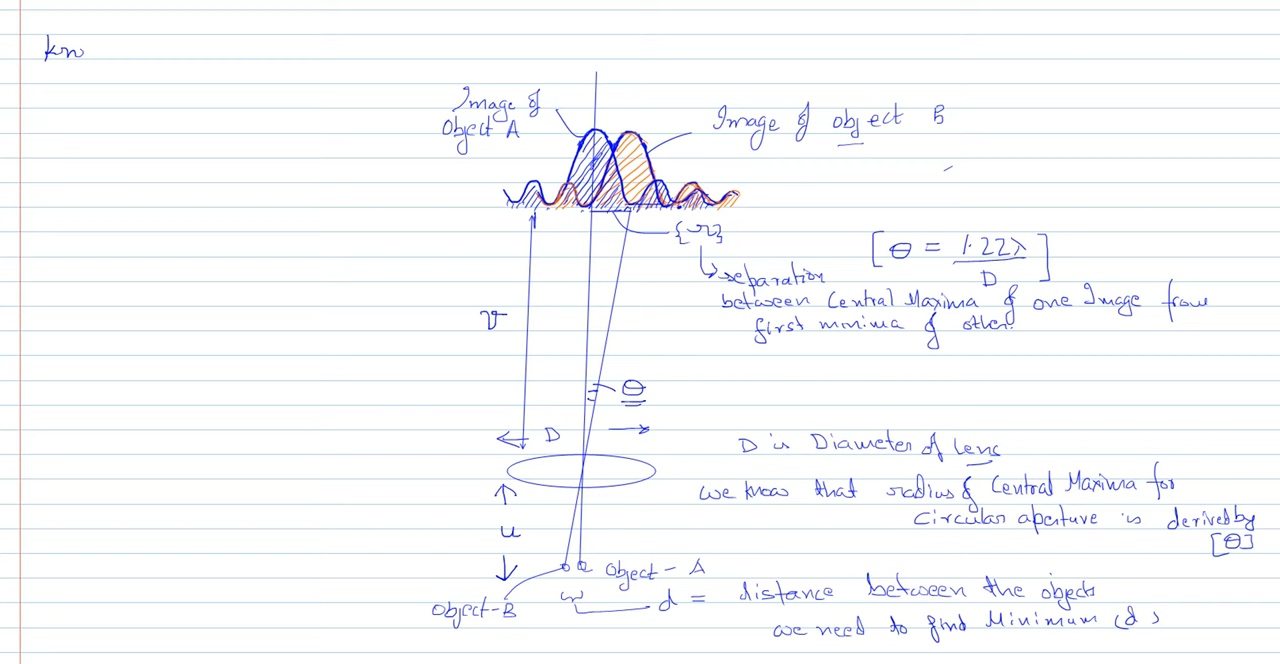 kn
Image of
Object A
Image of object B
{r}
[θ = 1.22λ
D]
separation
between Central Maxima of one Image from
first minima of other.
v
θ
D
D is Diameter of lens
we know that radius of Central Maxima for
Circular aperture is derived by
[θ]
u
Object-A
Object-B
d = distance between the objects
we need to find Minimum (d)